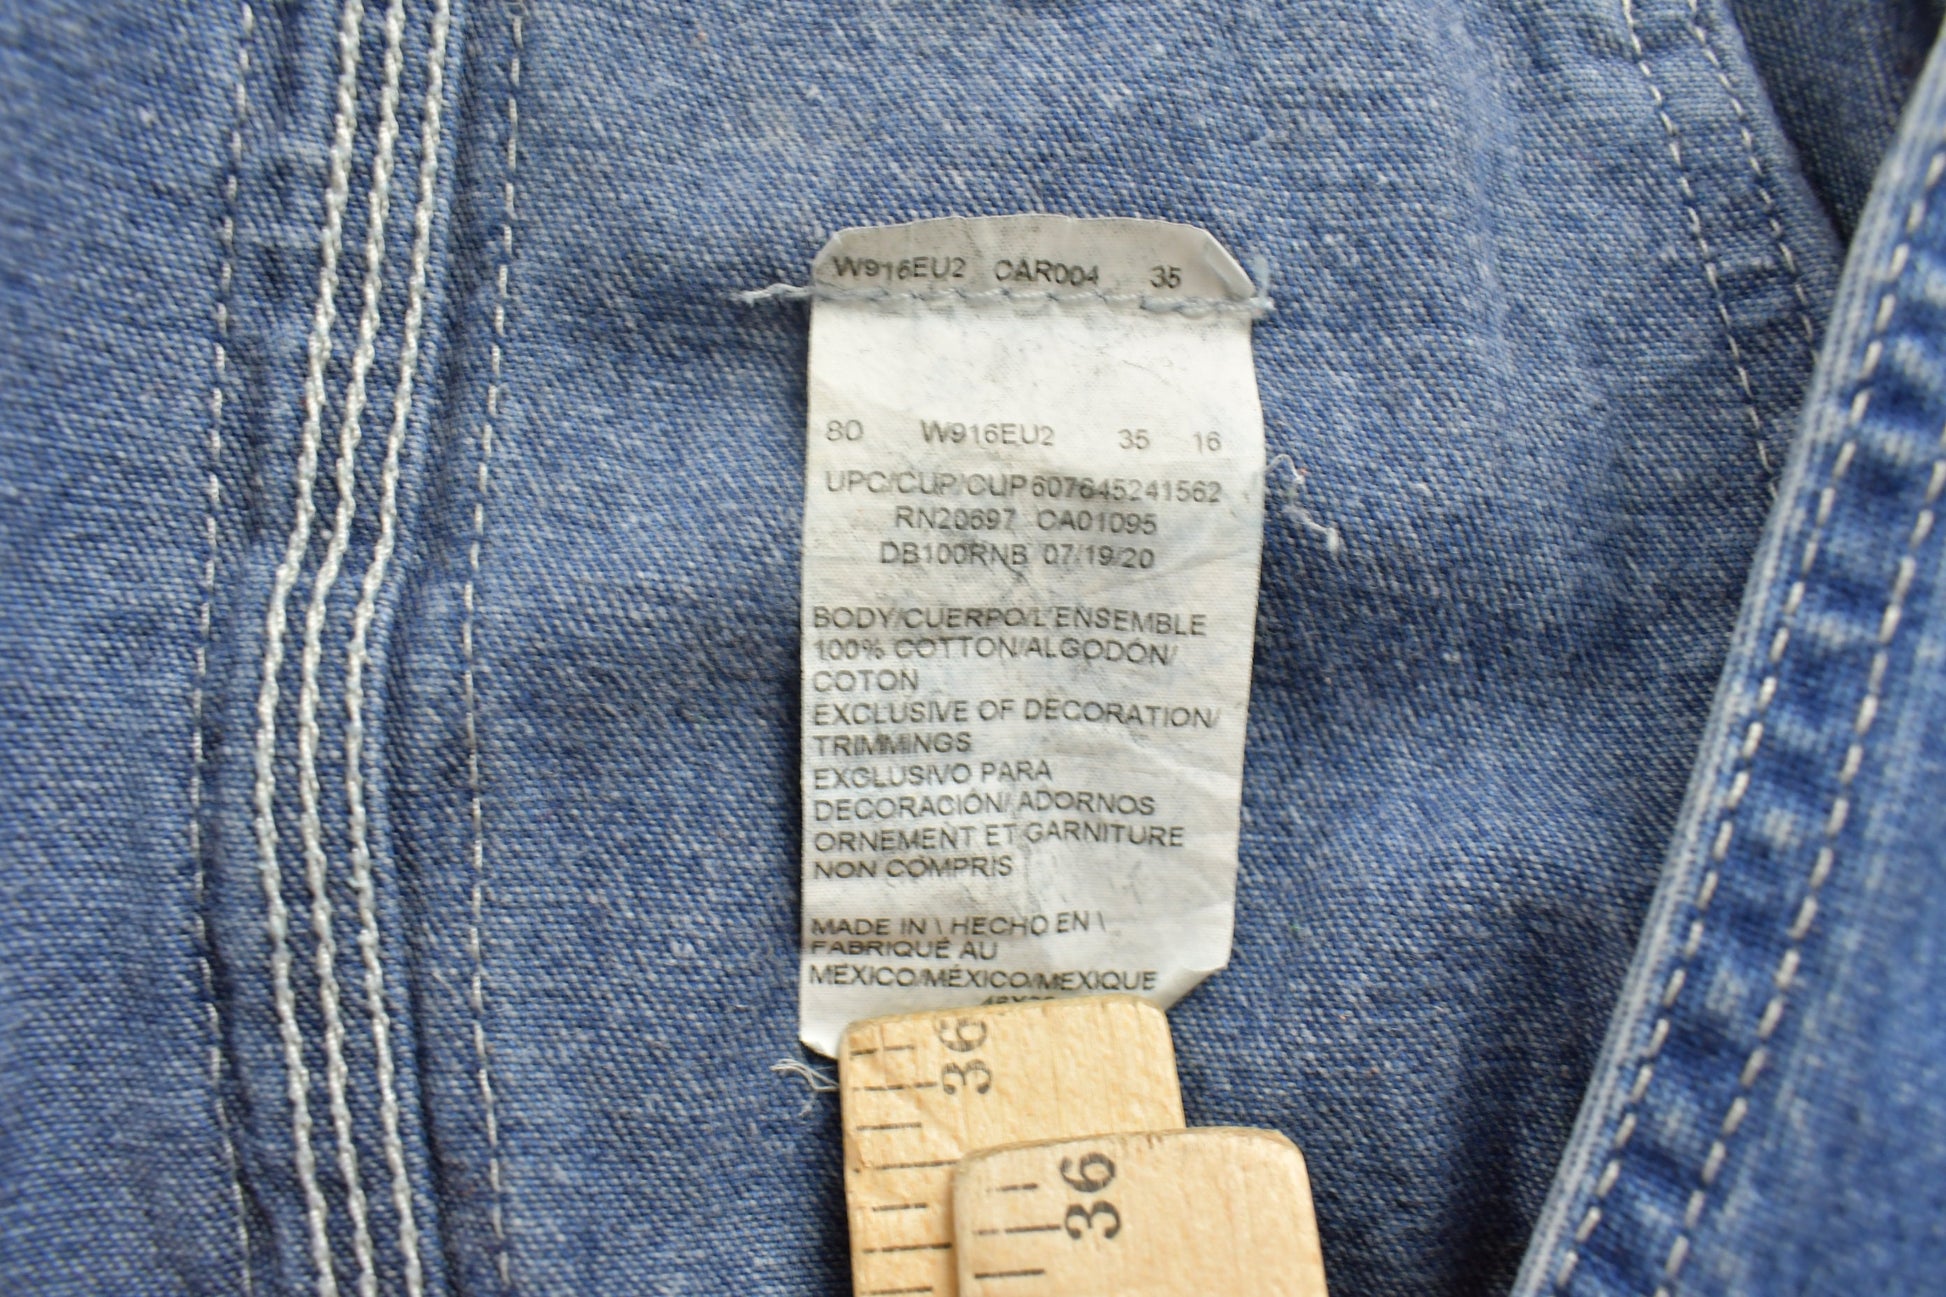 W916EU2 CAR004 35
80 W916EU2 35 16
UPC/CUP/CUP 607645241562
RN20697 CA01095
DB100RNB 07/19/20
BODY/CUERPO/L'ENSEMBLE
100% COTTON/ALGODÓN/
COTON
EXCLUSIVE OF DECORATION/
TRIMMINGS
EXCLUSIVO PARA
DECORACIÓN/ ADORNOS
ORNEMENT ET GARNITURE
NON COMPRIS
MADE IN \ HECHO EN \
FABRIQUÉ AU
MEXICO/MÉXICO/MEXIQUE
36
36